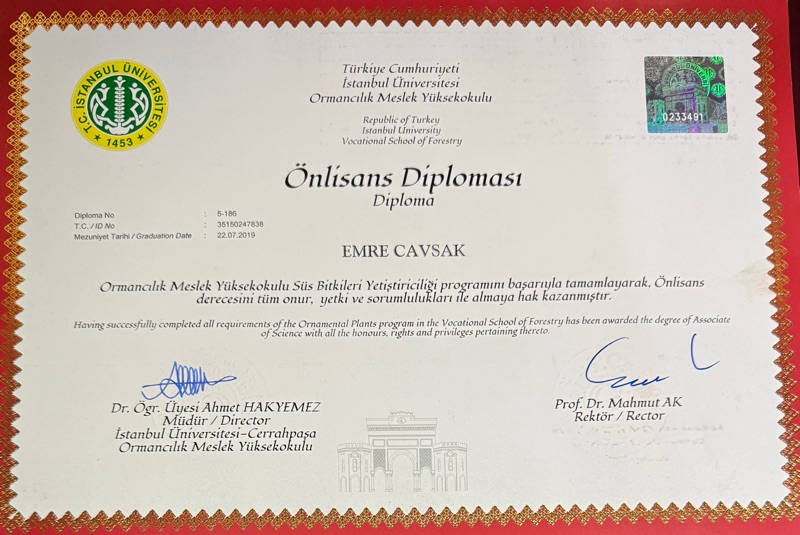 T.C. İSTANBUL ÜNİVERSİTESİ
1453
Türkiye Cumhuriyeti
İstanbul Üniversitesi
Ormancılık Meslek Yüksekokulu
Republic of Turkey
Istanbul University
Vocational School of Forestry
0233491
Önlisans Diploması
Diploma
Diploma No : 5-186
T.C. / ID No : 35150247838
Mezuniyet Tarihi / Graduation Date : 22.07.2019
EMRE CAVSAK
Ormancılık Meslek Yüksekokulu Süs Bitkileri Yetiştiriciliği programını başarıyla tamamlayarak, Önlisans
derecesini tüm onur, yetki ve sorumlulukları ile almaya hak kazanmıştır.
Having successfully completed all requirements of the Ornamental Plants program in the Vocational School of Forestry has been awarded the degree of Associate
of Science with all the honours, rights and privileges pertaining thereto.
Dr. Öğr. Üyesi Ahmet HAKYEMEZ
Müdür / Director
İstanbul Üniversitesi-Cerrahpaşa
Ormancılık Meslek Yüksekokulu
Prof. Dr. Mahmut AK
Rektör / Rector